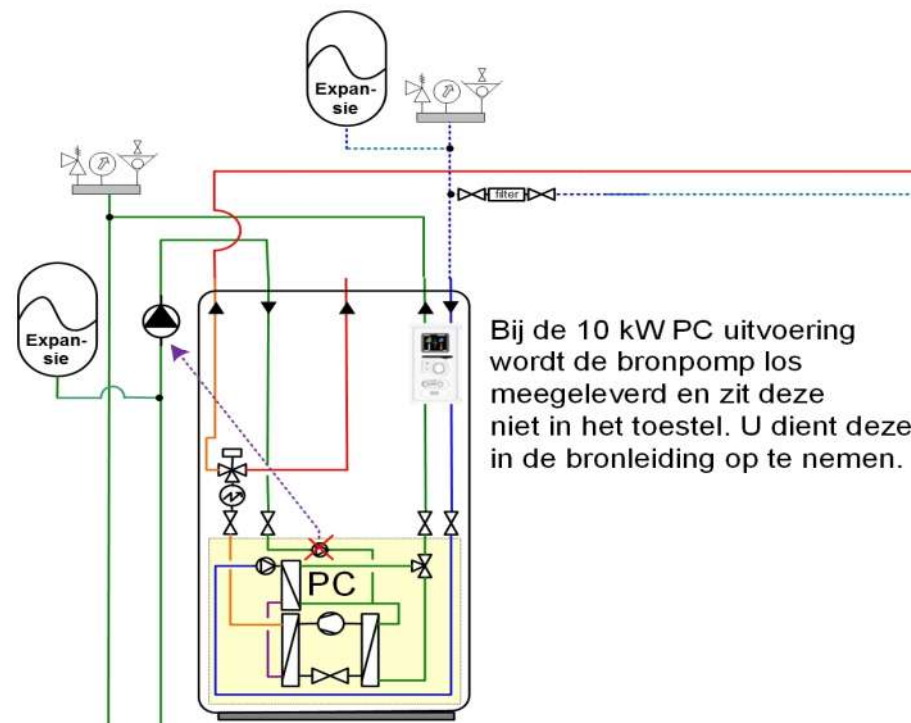 Expan-
sie
filter
Expan-
sie
Bij de 10 kW PC uitvoering
wordt de bronpomp los
meegeleverd en zit deze
niet in het toestel. U dient deze
in de bronleiding op te nemen.
PC